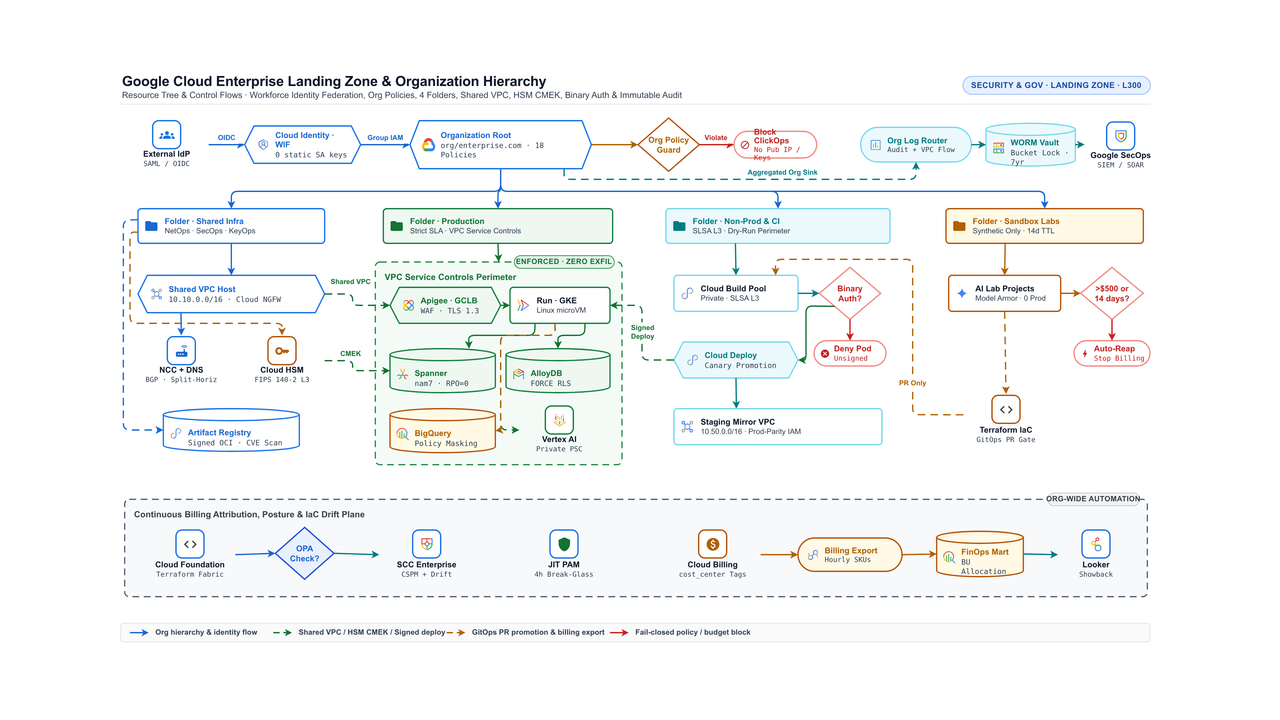 Google Cloud Enterprise Landing Zone & Organization Hierarchy
Resource Tree & Control Flows · Workforce Identity Federation, Org Policies, 4 Folders, Shared VPC, HSM CMEK, Binary Auth & Immutable Audit
SECURITY & GOV · LANDING ZONE · L300
External IdP
SAML / OIDC
OIDC
Cloud Identity ·
WIF
0 static SA keys
Group IAM
Organization Root
org/enterprise.com · 18
Policies
Org Policy
Guard
Violate
Block
ClickOps
No Pub IP /
Keys
Org Log Router
Audit + VPC Flow
WORM Vault
Bucket Lock ·
7yr
Google SecOps
SIEM / SOAR
Aggregated Org Sink
Folder · Shared Infra
NetOps · SecOps · KeyOps
Folder · Production
Strict SLA · VPC Service Controls
Folder · Non-Prod & CI
SLSA L3 · Dry-Run Perimeter
Folder · Sandbox Labs
Synthetic Only · 14d TTL
ENFORCED · ZERO EXFIL
VPC Service Controls Perimeter
Shared VPC Host
10.10.0.0/16 · Cloud NGFW
Shared VPC
Apigee · GCLB
WAF · TLS 1.3
Run · GKE
Linux microVM
Cloud Build Pool
Private · SLSA L3
Binary
Auth?
AI Lab Projects
Model Armor · 0 Prod
>$500 or
14 days?
Signed
Deploy
NCC + DNS
BGP · Split-Horiz
Cloud HSM
FIPS 140-2 L3
CMEK
Spanner
nam7 · RPO=0
AlloyDB
FORCE RLS
Cloud Deploy
Canary Promotion
Deny Pod
Unsigned
Auto-Reap
Stop Billing
PR Only
Artifact Registry
Signed OCI · CVE Scan
BigQuery
Policy Masking
Vertex AI
Private PSC
Staging Mirror VPC
10.50.0.0/16 · Prod-Parity IAM
Terraform IaC
GitOps PR Gate
ORG-WIDE AUTOMATION
Continuous Billing Attribution, Posture & IaC Drift Plane
Cloud Foundation
Terraform Fabric
OPA
Check?
SCC Enterprise
CSPM + Drift
JIT PAM
4h Break-Glass
Cloud Billing
cost_center Tags
Billing Export
Hourly SKUs
FinOps Mart
BU
Allocation
Looker
Showback
Org hierarchy & identity flow
Shared VPC / HSM CMEK / Signed deploy
GitOps PR promotion & billing export
Fail-closed policy / budget block